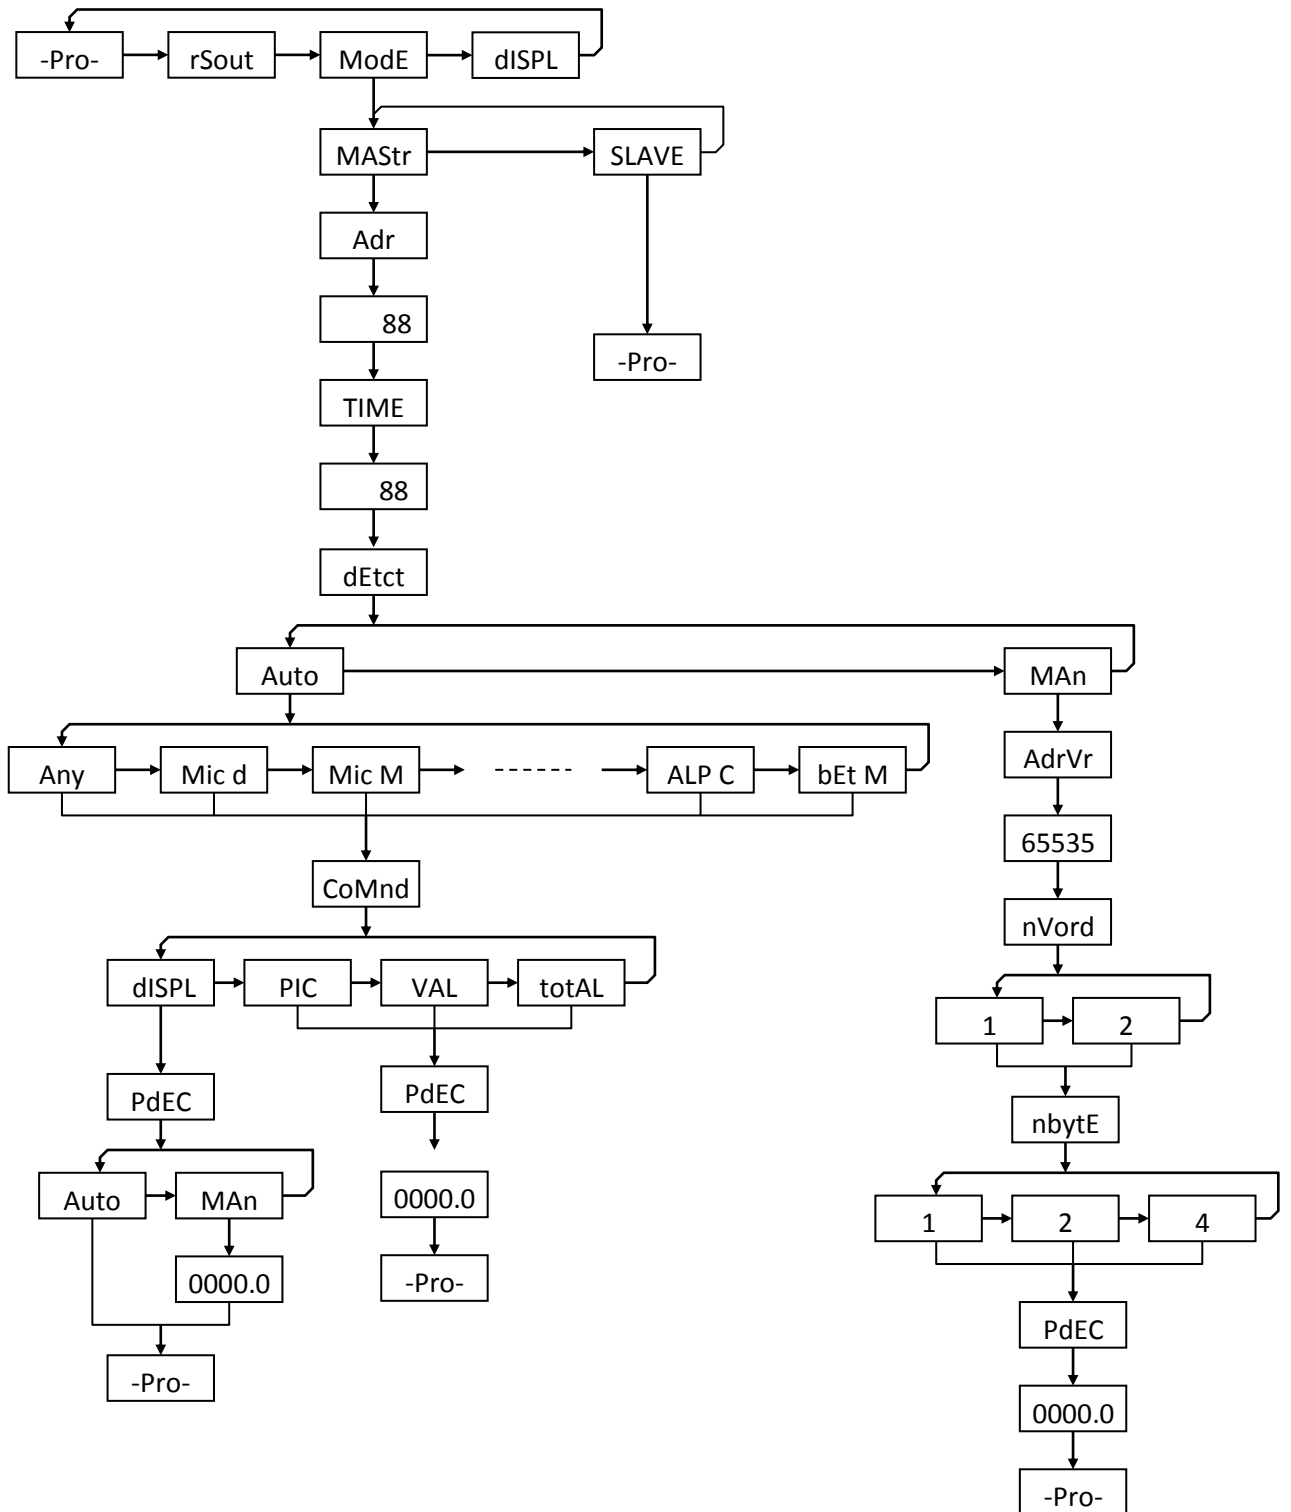 -Pro- rSout ModE dISPL
MAStr SLAVE
Adr
88
-Pro-
TIME
88
dEtct
Auto MAn
AdrVr
Any Mic d Mic M ------ ALP C bEt M
65535
CoMnd
nVord
dISPL PIC VAL totAL
1 2
PdEC PdEC
nbytE
Auto MAn 0000.0
1 2 4
0000.0 -Pro-
PdEC
-Pro-
0000.0
-Pro-